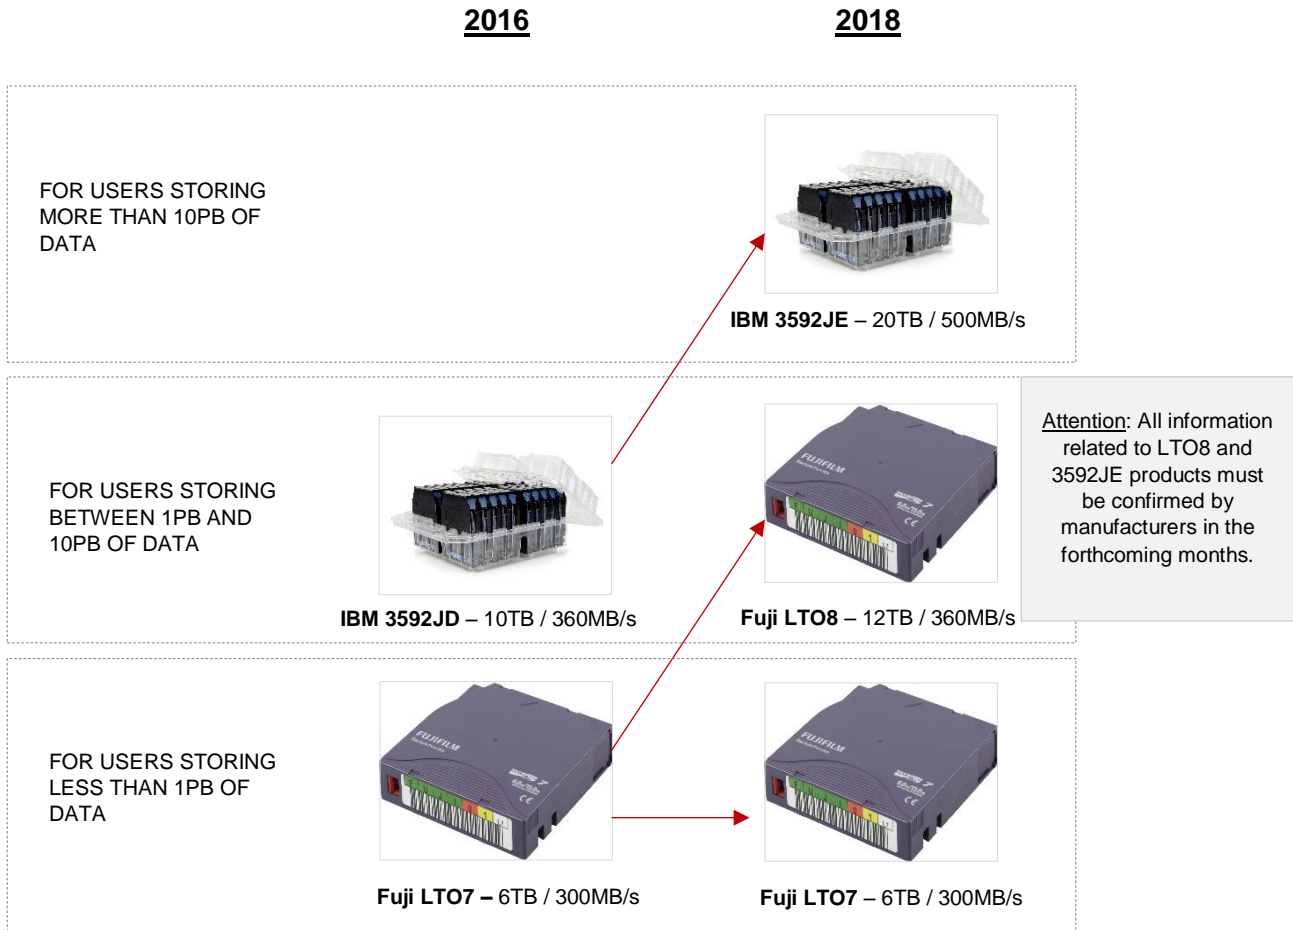 2016
2018
FOR USERS STORING
MORE THAN 10PB OF
DATA
IBM 3592JE – 20TB / 500MB/s
FOR USERS STORING
BETWEEN 1PB AND
10PB OF DATA
IBM 3592JD – 10TB / 360MB/s
FUJIFILM
Fuji LTO8 – 12TB / 360MB/s
Attention: All information
related to LTO8 and
3592JE products must
be confirmed by
manufacturers in the
forthcoming months.
FOR USERS STORING
LESS THAN 1PB OF
DATA
FUJIFILM
Fuji LTO7 – 6TB / 300MB/s
FUJIFILM
Fuji LTO7 – 6TB / 300MB/s